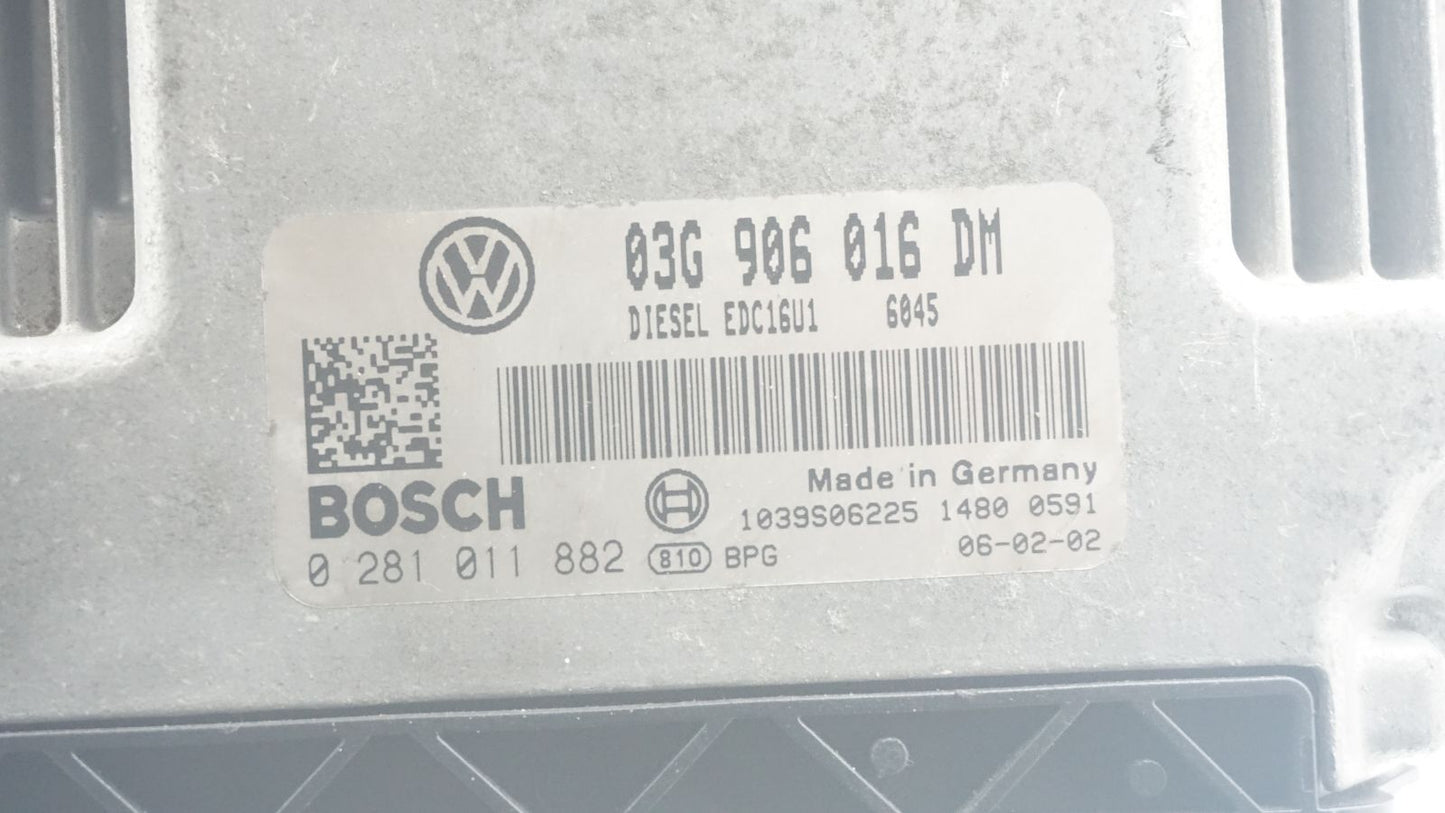 03G 906 016 DM
DIESEL EDC16U1 6045
Made in Germany
BOSCH
1039S06225 1480 0591
0 281 011 882 810 BPG 06-02-02